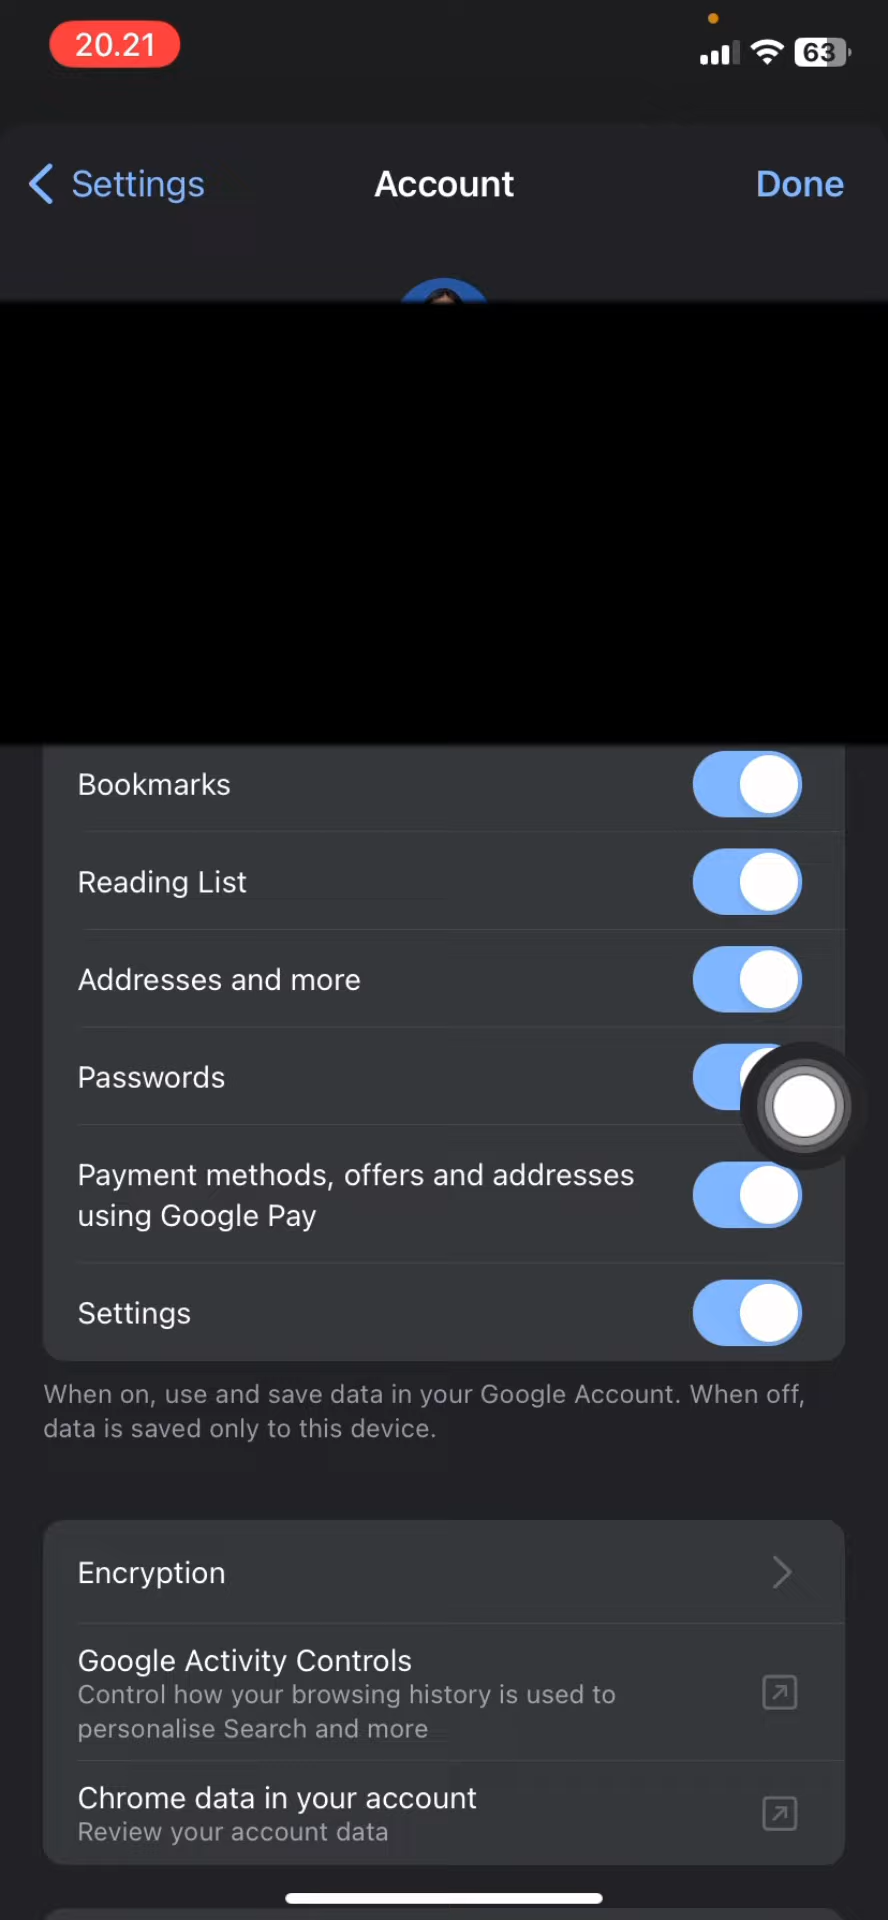 20.21
63
Settings
Account
Done
Bookmarks
Reading List
Addresses and more
Passwords
Payment methods, offers and addresses
using Google Pay
Settings
When on, use and save data in your Google Account. When off,
data is saved only to this device.
Encryption
Google Activity Controls
Control how your browsing history is used to
personalise Search and more
Chrome data in your account
Review your account data